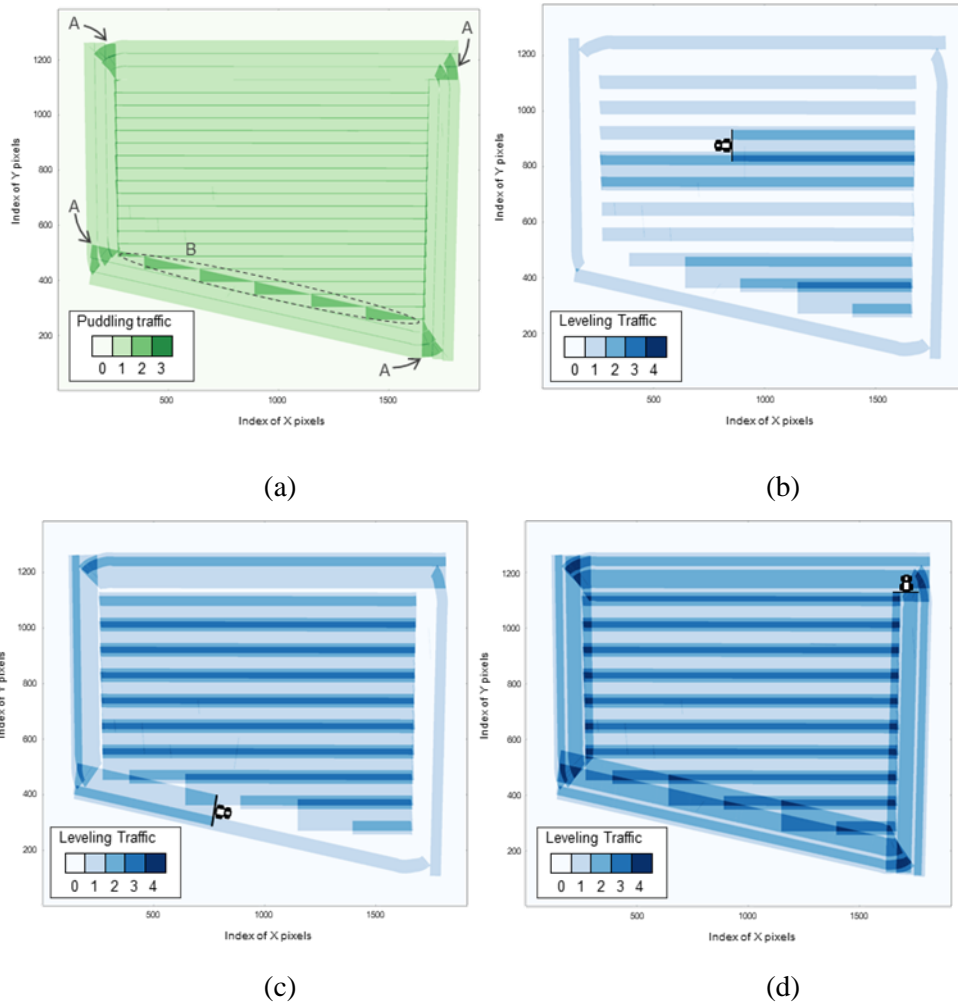 A
A
A
B
A
1200
1000
800
600
400
200
Index of Y pixels
Puddling traffic
0 1 2 3
500 1000 1500
Index of X pixels
(a)
1200
1000
800
600
400
200
Index of Y pixels
Leveling Traffic
0 1 2 3 4
500 1000 1500
Index of X pixels
(b)
1200
1000
800
600
400
200
Index of Y pixels
Leveling Traffic
0 1 2 3 4
500 1000 1500
Index of X pixels
(c)
1200
1000
800
600
400
200
Index of Y pixels
Leveling Traffic
0 1 2 3 4
500 1000 1500
Index of X pixels
(d)